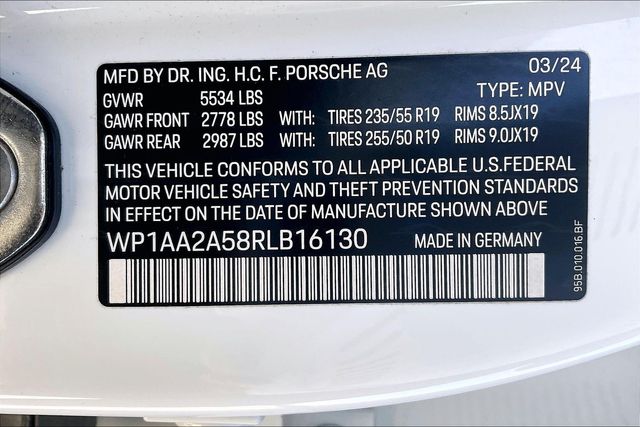 MFD BY DR. ING. H.C. F. PORSCHE AG 03/24
GVWR 5534 LBS TYPE: MPV
GAWR FRONT 2778 LBS WITH: TIRES 235/55 R19 RIMS 8.5JX19
GAWR REAR 2987 LBS WITH: TIRES 255/50 R19 RIMS 9.0JX19
THIS VEHICLE CONFORMS TO ALL APPLICABLE U.S.FEDERAL
MOTOR VEHICLE SAFETY AND THEFT PREVENTION STANDARDS
IN EFFECT ON THE DATE OF MANUFACTURE SHOWN ABOVE
WP1AA2A58RLB16130 MADE IN GERMANY
95B.010.016.BF